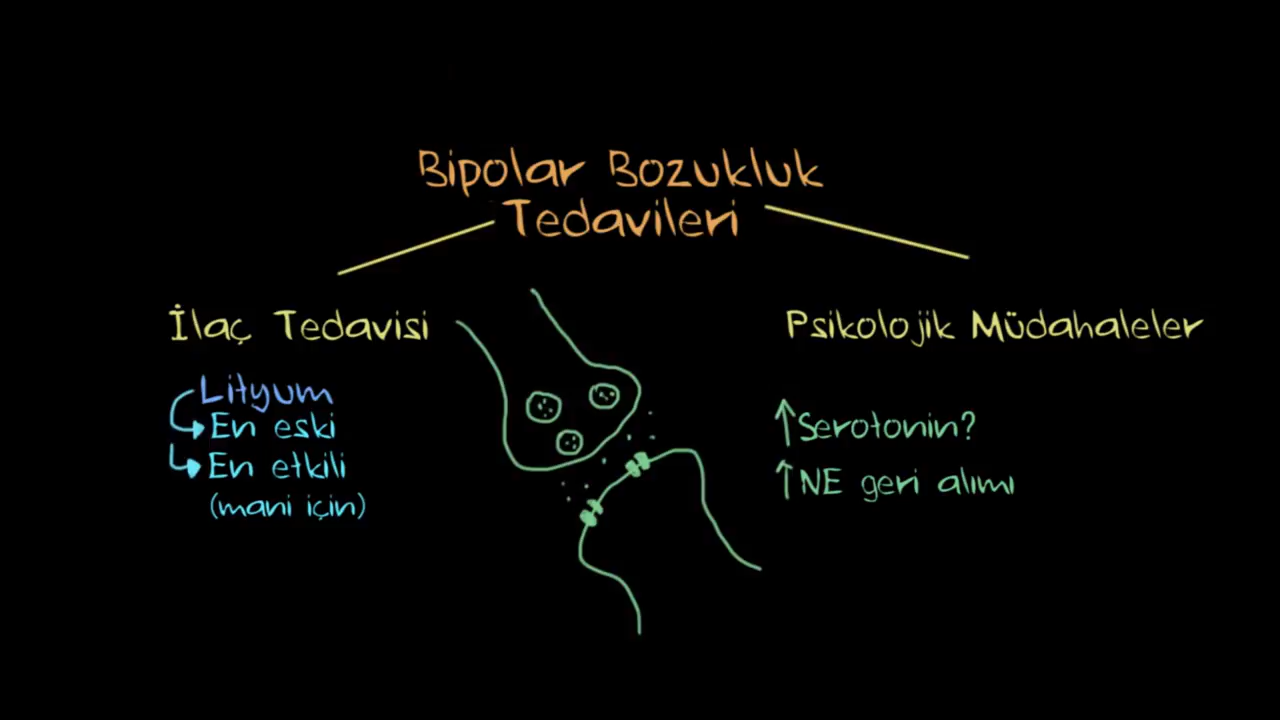 Bipolar Bozukluk
Tedavileri
İlaç Tedavisi
Lityum
En eski
En etkili
(mani için)
Psikolojik Müdahaleler
↑Serotonin?
↑NE geri alımı